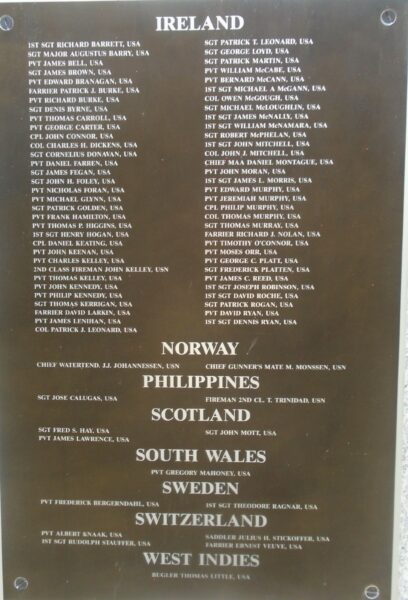 IRELAND
1ST SGT RICHARD BARRETT, USA
SGT MAJOR AUGUSTUS BARRY, USA
PVT JAMES BELL, USA
SGT JAMES BROWN, USA
PVT EDWARD BRANAGAN, USA
FARRIER PATRICK J. BURKE, USA
PVT RICHARD BURKE, USA
SGT DENIS BYRNE, USA
PVT THOMAS CARROLL, USA
PVT GEORGE CARTER, USA
CPL JOHN CONNOR, USA
COL CHARLES H. DICKENS, USA
SGT CORNELIUS DONAVAN, USA
PVT DANIEL FARREN, USA
SGT JAMES FEGAN, USA
SGT JOHN H. FOLEY, USA
PVT NICHOLAS FORAN, USA
PVT MICHAEL GLYNN, USA
SGT PATRICK GOLDEN, USA
PVT FRANK HAMILTON, USA
PVT THOMAS P. HIGGINS, USA
1ST SGT HENRY HOGAN, USA
CPL DANIEL KEATING, USA
PVT JOHN KEENAN, USA
PVT CHARLES KELLEY, USA
2ND CLASS FIREMAN JOHN KELLEY, USN
PVT THOMAS KELLEY, USA
PVT JOHN KENNEDY, USA
PVT PHILIP KENNEDY, USA
SGT THOMAS KERRIGAN, USA
FARRIER DAVID LARKIN, USA
PVT JAMES LENIHAN, USA
COL PATRICK J. LEONARD, USA
SGT PATRICK T. LEONARD, USA
SGT GEORGE LOYD, USA
SGT PATRICK MARTIN, USA
PVT WILLIAM McCABE, USA
PVT BERNARD McCANN, USA
1ST SGT MICHAEL A McGANN, USA
COL OWEN McGOUGH, USA
SGT MICHAEL McLOUGHLIN, USA
1ST SGT JAMES McNALLY, USA
1ST SGT WILLIAM McNAMARA, USA
SGT ROBERT McPHELAN, USA
1ST SGT JOHN MITCHELL, USA
COL JOHN J. MITCHELL, USA
CHIEF MAA DANIEL MONTAGUE, USA
PVT JOHN MORAN, USA
1ST SGT JAMES L. MORRIS, USA
PVT EDWARD MURPHY, USA
PVT JEREMIAH MURPHY, USA
CPL PHILIP MURPHY, USA
COL THOMAS MURPHY, USA
SGT THOMAS MURRAY, USA
FARRIER RICHARD J. NOLAN, USA
PVT TIMOTHY O'CONNOR, USA
PVT MOSES ORR, USA
PVT GEORGE C. PLATT, USA
SGT FREDERICK PLATTEN, USA
PVT JAMES C. REED, USA
1ST SGT JOSEPH ROBINSON, USA
1ST SGT DAVID ROCHE, USA
SGT PATRICK ROGAN, USA
PVT DAVID RYAN, USA
1ST SGT DENNIS RYAN, USA
NORWAY
CHIEF WATERTEND. J.J. JOHANNESSEN, USN
CHIEF GUNNER'S MATE M. MONSSEN, USN
PHILIPPINES
SGT JOSE CALUGAS, USA
FIREMAN 2ND CL. T. TRINIDAD, USN
SCOTLAND
SGT FRED S. HAY, USA
PVT JAMES LAWRENCE, USA
SGT JOHN MOTT, USA
SOUTH WALES
PVT GREGORY MAHONEY, USA
SWEDEN
PVT FREDERICK BERGERNDAHL, USA
1ST SGT THEODORE RAGNAR, USA
SWITZERLAND
PVT ALBERT KNAAK, USA
1ST SGT RUDOLPH STAUFFER, USA
SADDLER JULIUS H. STICKOFFER, USA
FARRIER ERNEST VEUVE, USA
WEST INDIES
BUGLER THOMAS LITTLE, USA